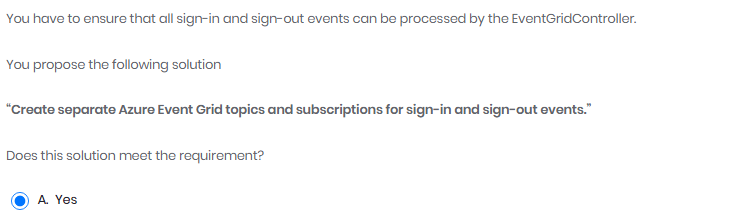 You have to ensure that all sign-in and sign-out events can be processed by the EventGridController.
You propose the following solution
“Create separate Azure Event Grid topics and subscriptions for sign-in and sign-out events.”
Does this solution meet the requirement?
A. Yes